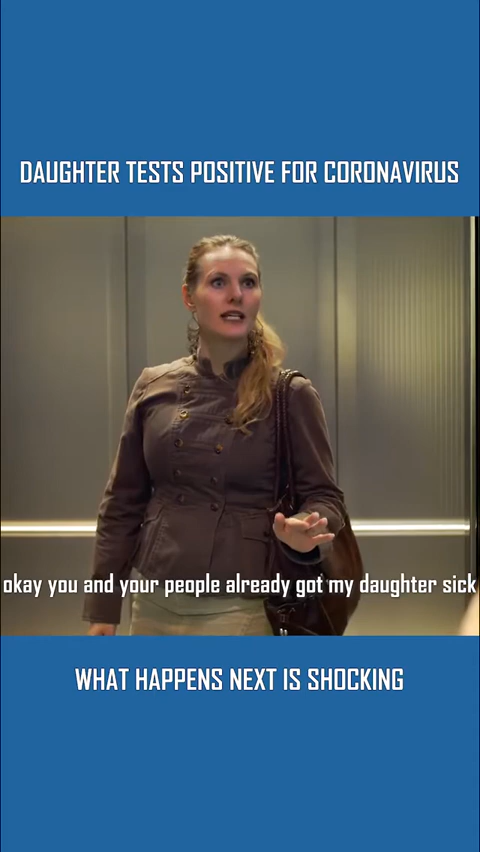 DAUGHTER TESTS POSITIVE FOR CORONAVIRUS
okay you and your people already got my daughter sick
WHAT HAPPENS NEXT IS SHOCKING